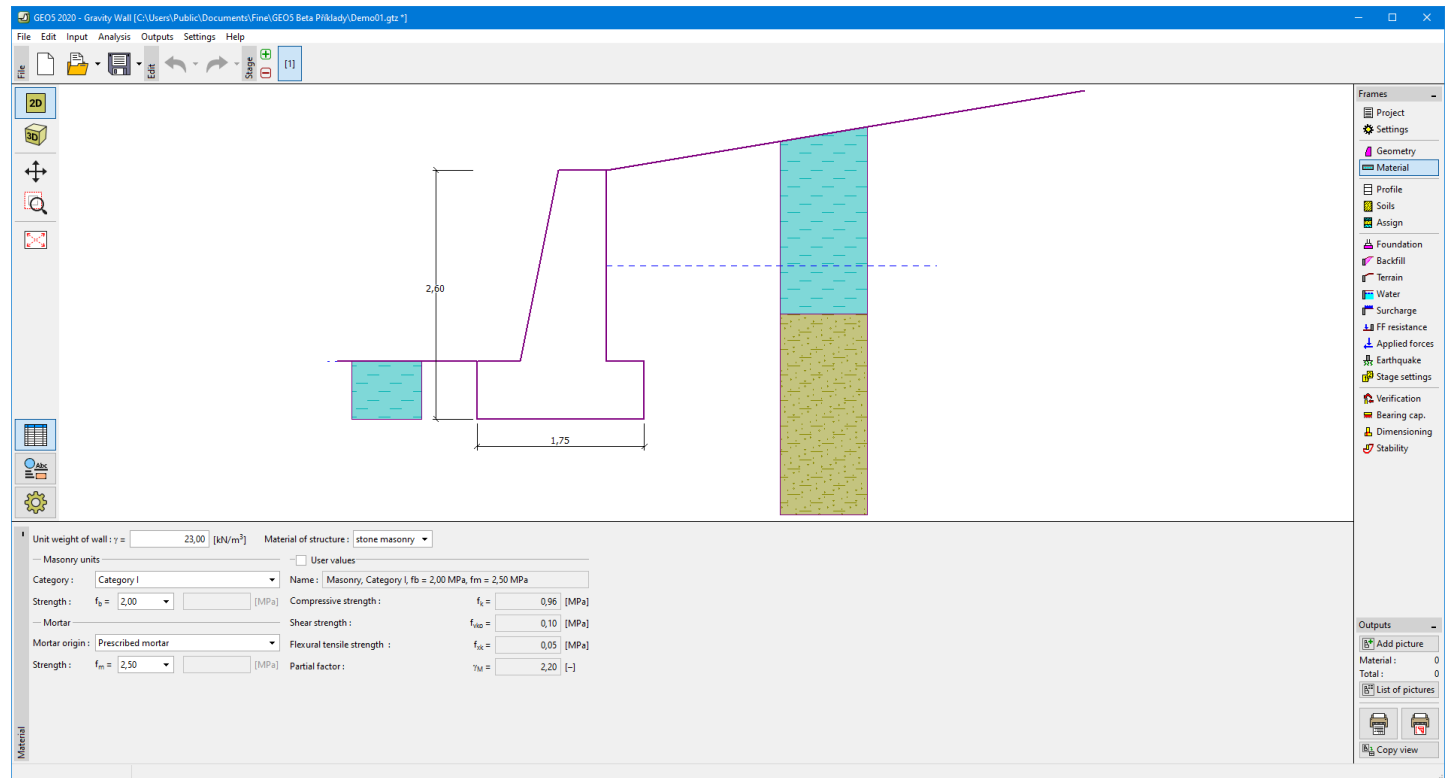 GEO5 2020 - Gravity Wall [C:\Users\Public\Documents\Fine\GEO5 Beta Příklady\Demo01.gtz *]
File Edit Input Analysis Outputs Settings Help
File
Edit
Stage
[1]
2D
3D
Abc
2,60
1,75
Frames
Project
Settings
Geometry
Material
Profile
Soils
Assign
Foundation
Backfill
Terrain
Water
Surcharge
FF resistance
Applied forces
Earthquake
Stage settings
Verification
Bearing cap.
Dimensioning
Stability
Unit weight of wall : γ = 23,00 [kN/m³] Material of structure : stone masonry
Masonry units
Category : Category I
Strength : fb = 2,00 [MPa]
Mortar
Mortar origin : Prescribed mortar
Strength : fm = 2,50 [MPa]
User values
Name : Masonry, Category I, fb = 2,00 MPa, fm = 2,50 MPa
Compressive strength : fk = 0,96 [MPa]
Shear strength : fvko = 0,10 [MPa]
Flexural tensile strength : fxk = 0,05 [MPa]
Partial factor : γM = 2,20 [–]
Material
Outputs
Add picture
Material : 0
Total : 0
List of pictures
Copy view